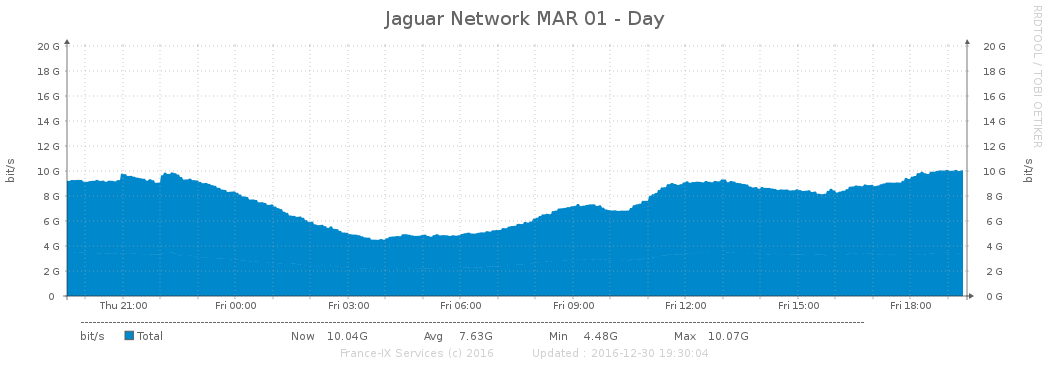 Jaguar Network MAR 01 - Day
RRDTOOL / TOBI OETIKER
bit/s
20 G 20 G
18 G 18 G
16 G 16 G
14 G 14 G
12 G 12 G
10 G 10 G
8 G 8 G
6 G 6 G
4 G 4 G
2 G 2 G
0 0 G
bit/s
Thu 21:00 Fri 00:00 Fri 03:00 Fri 06:00 Fri 09:00 Fri 12:00 Fri 15:00 Fri 18:00
bit/s Total Now 10.04G Avg 7.63G Min 4.48G Max 10.07G
France-IX Services (c) 2016 Updated : 2016-12-30 19:30:04